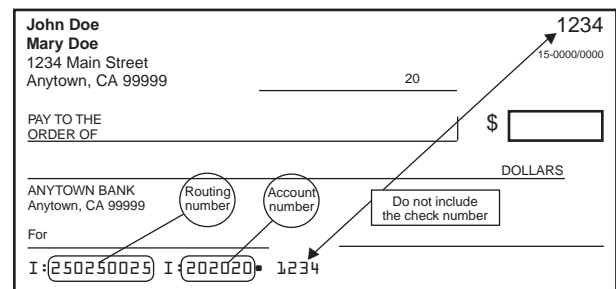 John Doe
1234
Mary Doe
1234 Main Street
15-0000/0000
Anytown, CA 99999
20
PAY TO THE
ORDER OF
$
DOLLARS
ANYTOWN BANK
Anytown, CA 99999
Routing
number
Account
number
Do not include
the check number
For
I:250250025 I:202020 1234